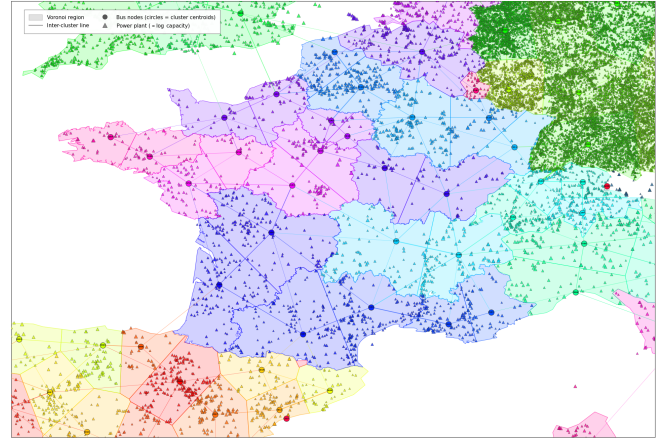 Voronoi region
Inter-cluster line
Bus nodes (circles = cluster centroids)
Power plant (∝ log capacity)